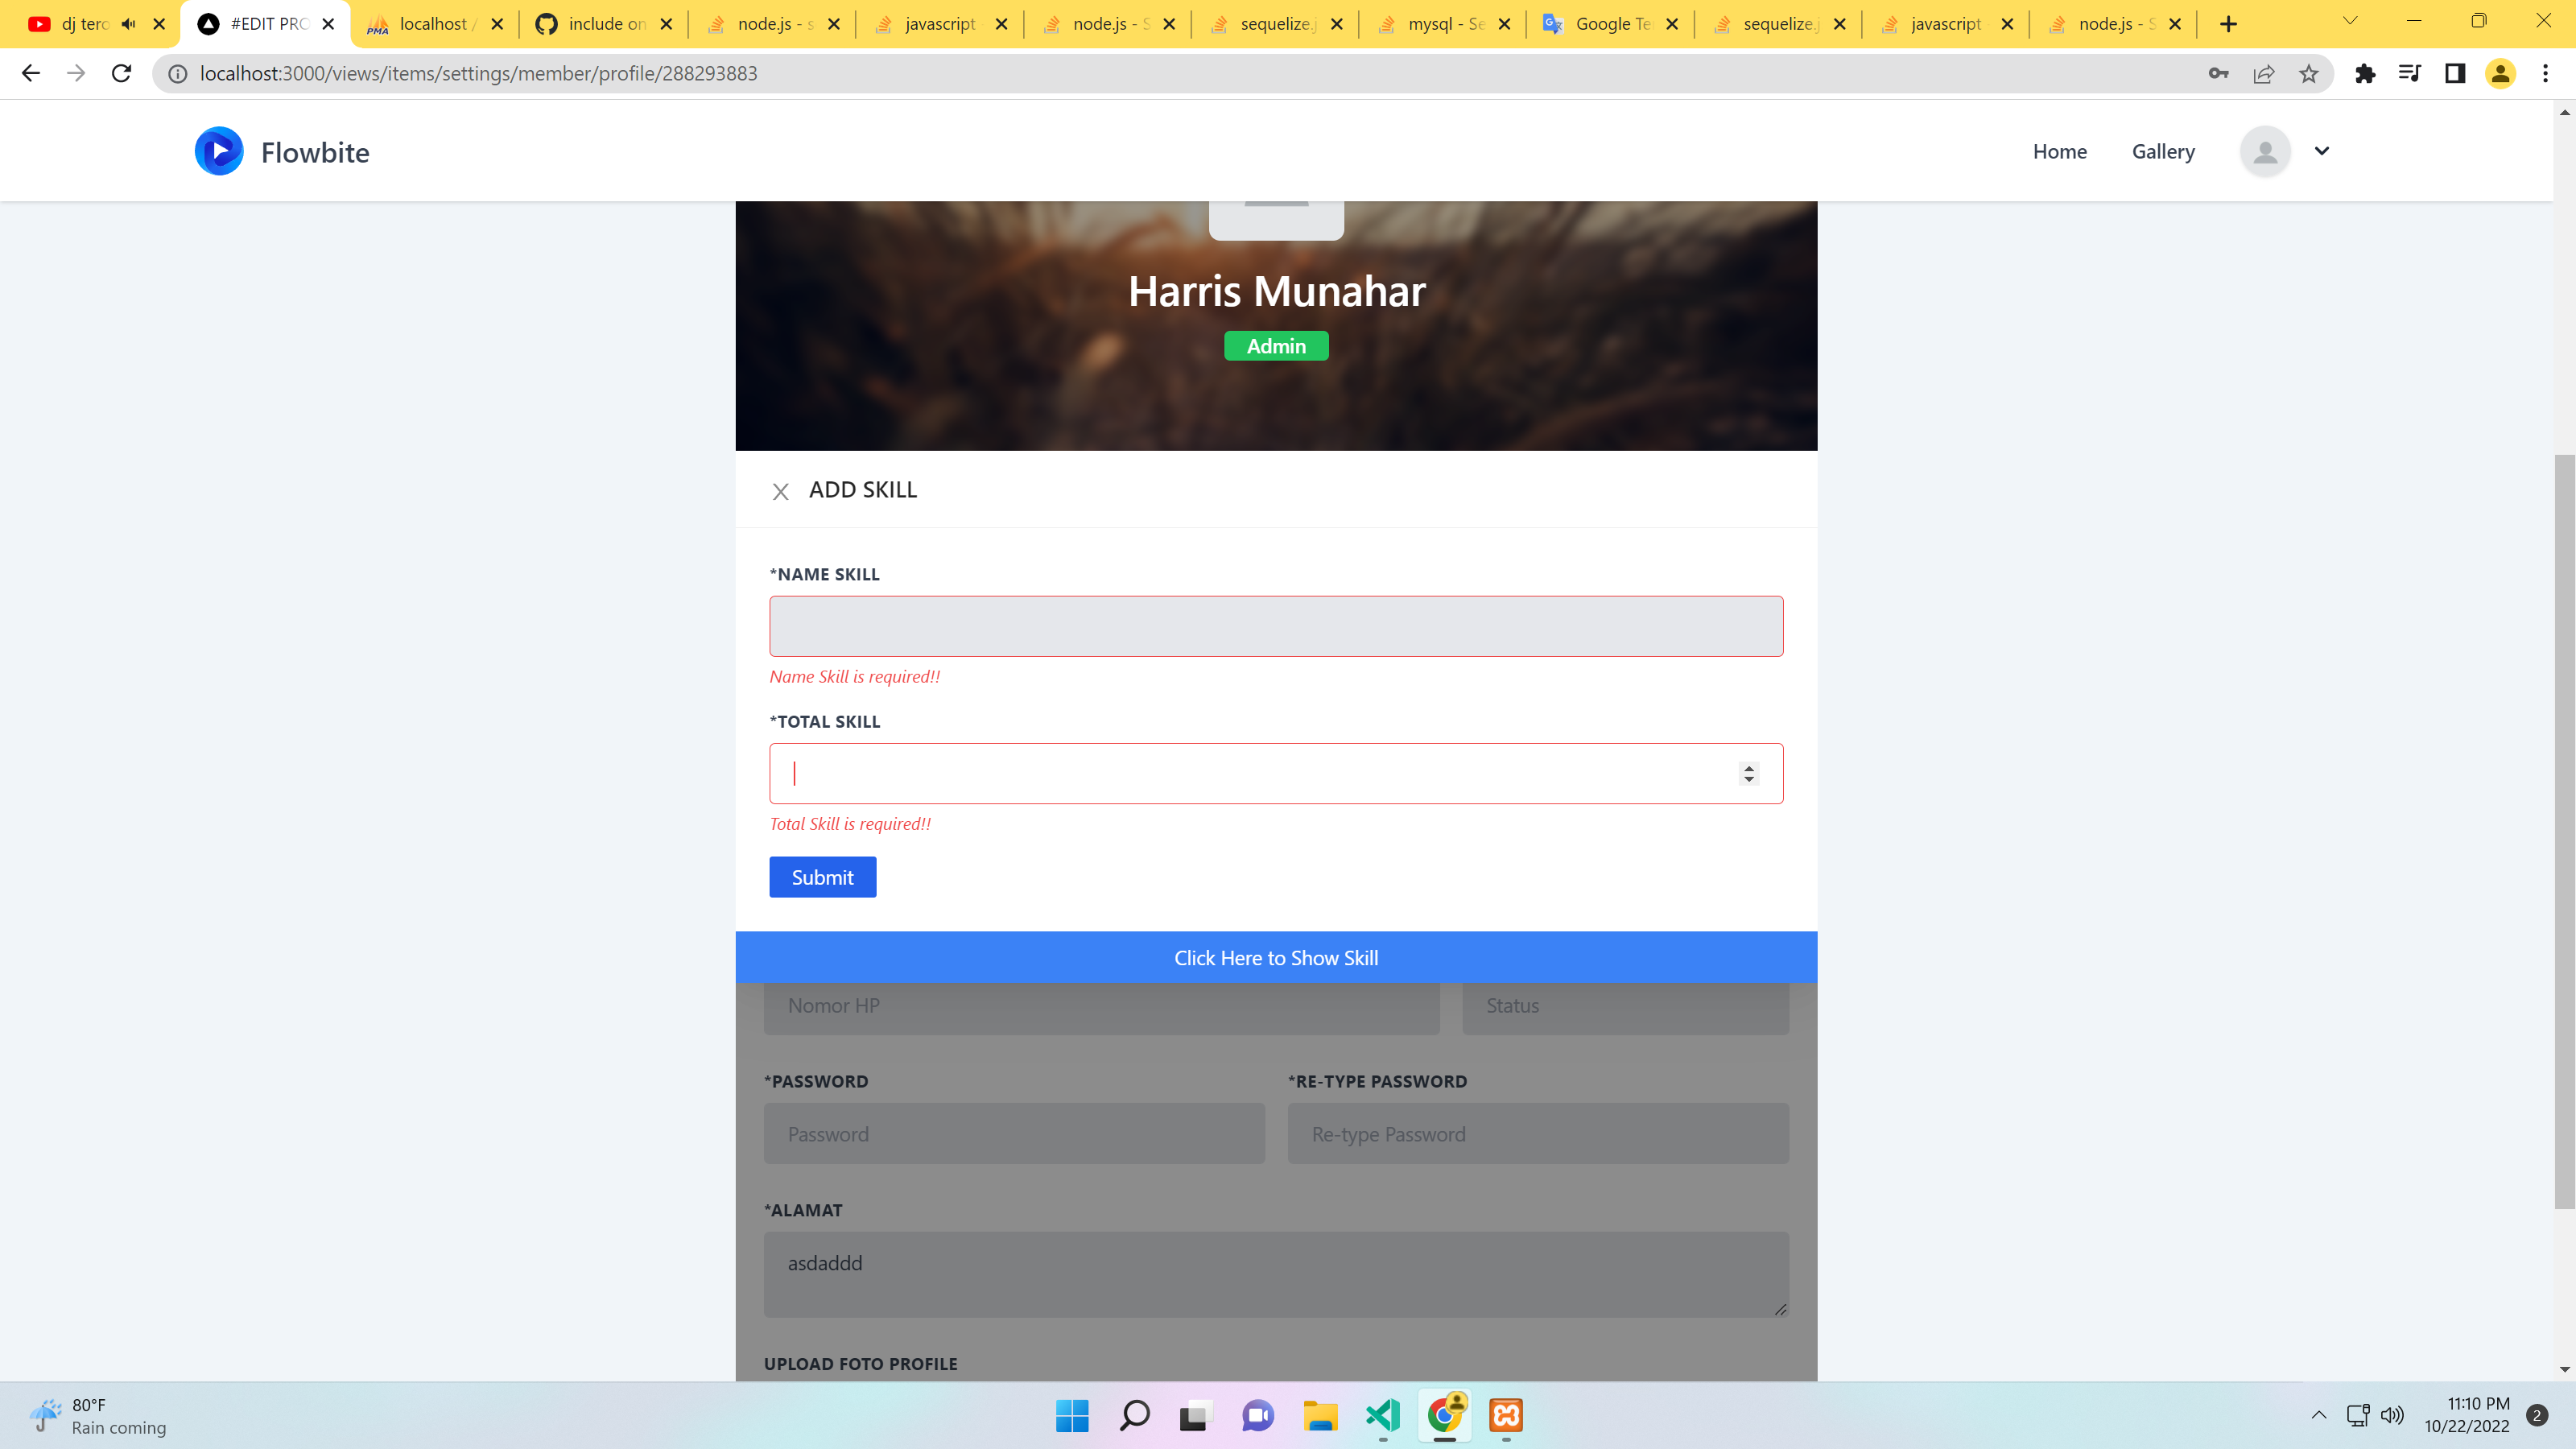 dj tero
#EDIT PRO
localhost /
include on
node.js - s
javascript
node.js - S
sequelize.j
mysql - Se
Google Te
sequelize.j
javascript
node.js - S
localhost:3000/views/items/settings/member/profile/288293883
Flowbite
Home
Gallery
Harris Munahar
Admin
ADD SKILL
*NAME SKILL
Name Skill is required!!
*TOTAL SKILL
Total Skill is required!!
Submit
Click Here to Show Skill
Nomor HP
Status
*PASSWORD
*RE-TYPE PASSWORD
Password
Re-type Password
*ALAMAT
asdaddd
UPLOAD FOTO PROFILE
80°F
Rain coming
11:10 PM
10/22/2022
2